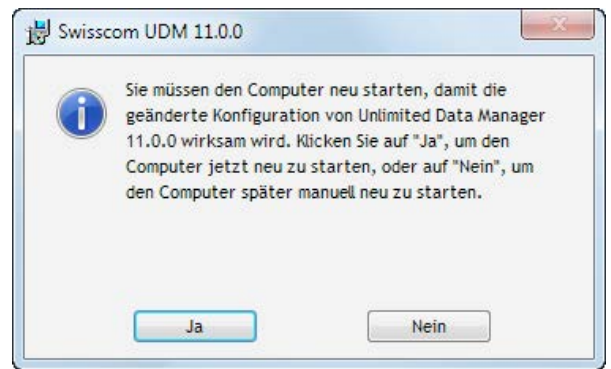 Swisscom UDM 11.0.0
Sie müssen den Computer neu starten, damit die
geänderte Konfiguration von Unlimited Data Manager
11.0.0 wirksam wird. Klicken Sie auf "Ja", um den
Computer jetzt neu zu starten, oder auf "Nein", um
den Computer später manuell neu zu starten.
Ja
Nein